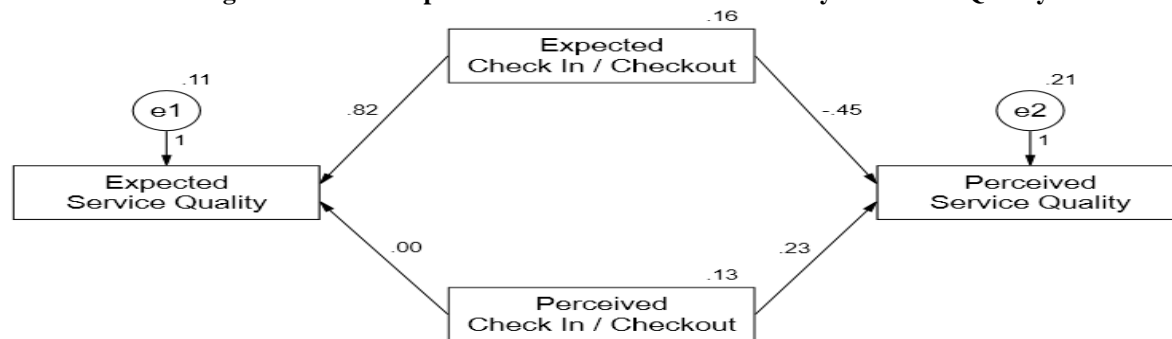 .16
Expected
Check In / Checkout
.11
e1
1
.82
-.45
.21
e2
1
Expected
Service Quality
Perceived
Service Quality
.00
.23
.13
Perceived
Check In / Checkout